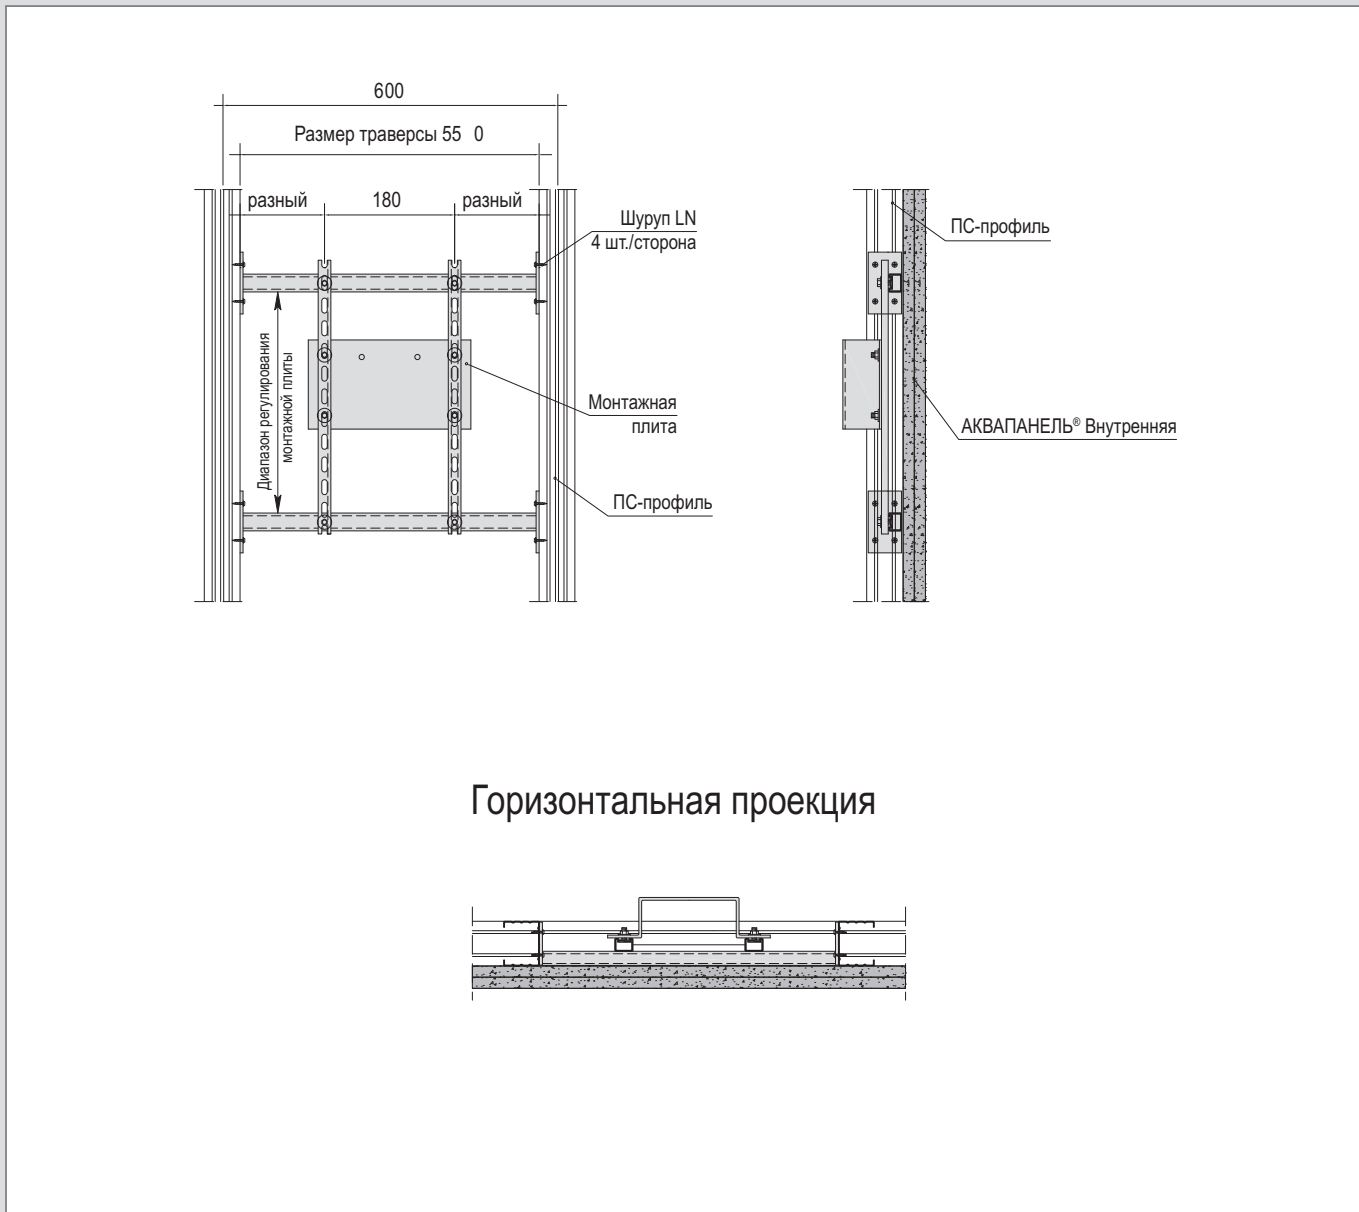 600
Размер траверсы 55 0
разный
180
разный
Шуруп LN
4 шт./сторона
ПС-профиль
Диапазон регулирования
монтажной плиты
Монтажная
плита
АКВАПАНЕЛЬ® Внутренняя
ПС-профиль
Горизонтальная проекция